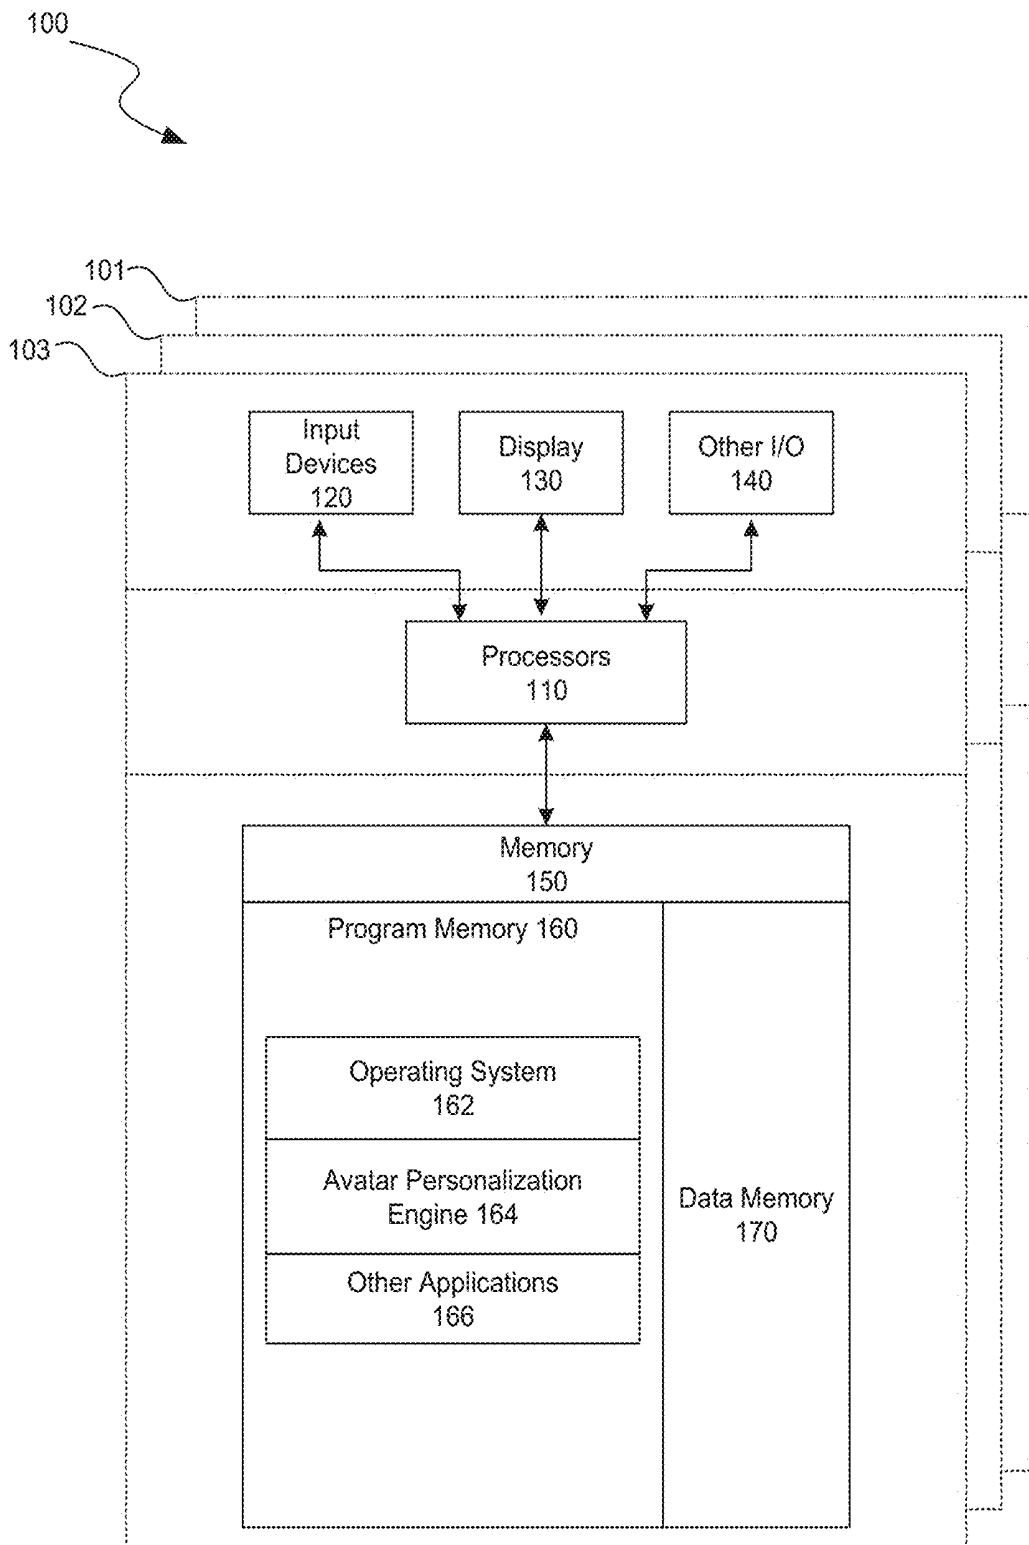 100
101
102
103
Input
Devices
120
Display
130
Other I/O
140
Processors
110
Memory
150
Program Memory 160
Operating System
162
Avatar Personalization
Engine 164
Other Applications
166
Data Memory
170